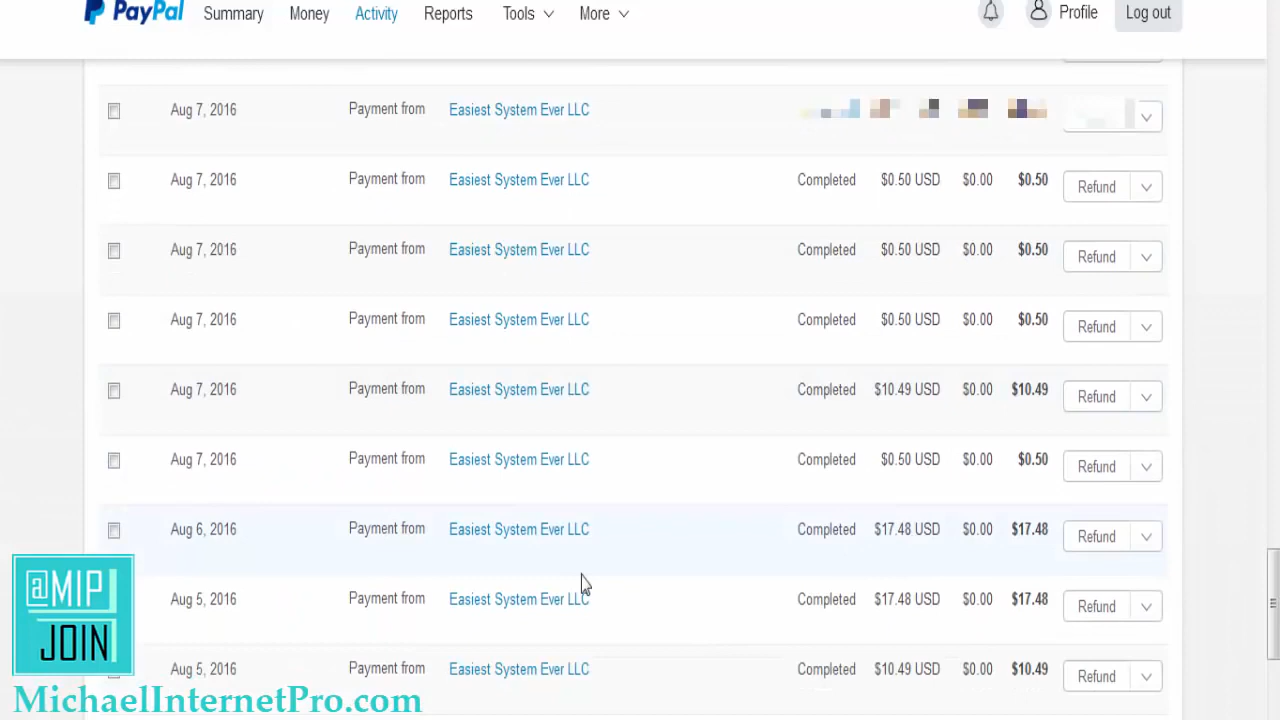 PayPal Summary Money Activity Reports Tools More Profile Log out
Aug 7, 2016 Payment from Easiest System Ever LLC
Aug 7, 2016 Payment from Easiest System Ever LLC Completed $0.50 USD $0.00 $0.50 Refund
Aug 7, 2016 Payment from Easiest System Ever LLC Completed $0.50 USD $0.00 $0.50 Refund
Aug 7, 2016 Payment from Easiest System Ever LLC Completed $0.50 USD $0.00 $0.50 Refund
Aug 7, 2016 Payment from Easiest System Ever LLC Completed $10.49 USD $0.00 $10.49 Refund
Aug 7, 2016 Payment from Easiest System Ever LLC Completed $0.50 USD $0.00 $0.50 Refund
Aug 6, 2016 Payment from Easiest System Ever LLC Completed $17.48 USD $0.00 $17.48 Refund
Aug 5, 2016 Payment from Easiest System Ever LLC Completed $17.48 USD $0.00 $17.48 Refund
Aug 5, 2016 Payment from Easiest System Ever LLC Completed $10.49 USD $0.00 $10.49 Refund
@MIP
JOIN
MichaelInternetPro.com